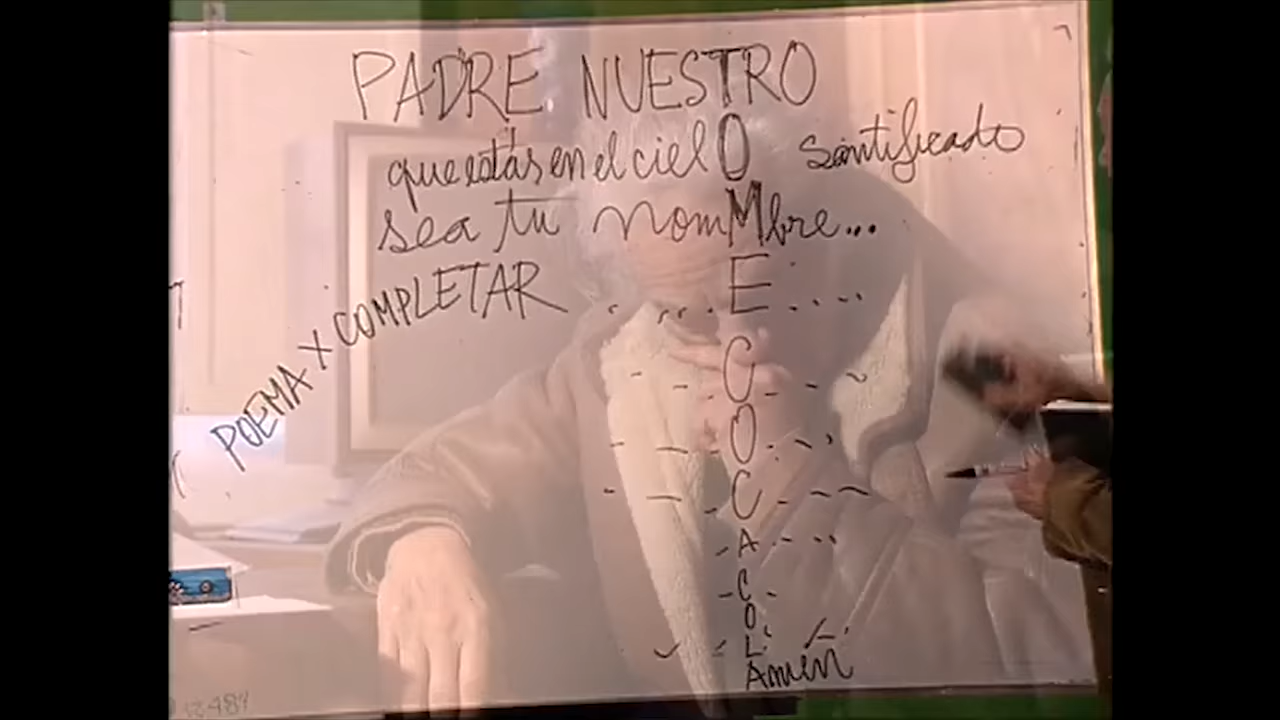 PADRE NUESTRO
que estás en el cielO santificado
sea tu nomMbre...
POEMA X COMPLETAR .....E....
C
O
C
A
C
O
L
Amén